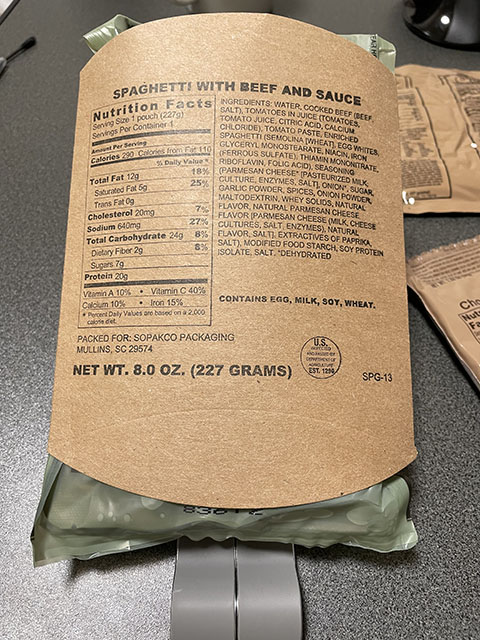 SPAGHETTI WITH BEEF AND SAUCE
Nutrition Facts
Serving Size 1 pouch (227g)
Servings Per Container 1
Amount Per Serving
Calories 290 Calories from Fat 110
% Daily Value *
Total Fat 12g 18%
Saturated Fat 5g 25%
Trans Fat 0g
Cholesterol 20mg 7%
Sodium 640mg 27%
Total Carbohydrate 24g 8%
Dietary Fiber 2g 8%
Sugars 7g
Protein 20g
Vitamin A 10% • Vitamin C 40%
Calcium 10% • Iron 15%
* Percent Daily Values are based on a 2,000
calorie diet.
INGREDIENTS: WATER, COOKED BEEF (BEEF,
SALT), TOMATOES IN JUICE (TOMATOES,
TOMATO JUICE, CITRIC ACID, CALCIUM
CHLORIDE), TOMATO PASTE, ENRICHED
SPAGHETTI (SEMOLINA [WHEAT], EGG WHITES,
GLYCERYL MONOSTEARATE, NIACIN, IRON
[FERROUS SULFATE], THIAMIN MONONITRATE,
RIBOFLAVIN, FOLIC ACID), SEASONING
(PARMESAN CHEESE* [PASTEURIZED MILK,
CULTURE, ENZYMES, SALT], ONION*, SUGAR,
GARLIC POWDER, SPICES, ONION POWDER,
MALTODEXTRIN, WHEY SOLIDS, NATURAL
FLAVOR, NATURAL PARMESAN CHEESE
FLAVOR [PARMESAN CHEESE (MILK, CHEESE
CULTURES, SALT, ENZYMES), NATURAL
FLAVOR, SALT], EXTRACTIVES OF PAPRIKA,
SALT), MODIFIED FOOD STARCH, SOY PROTEIN
ISOLATE, SALT. *DEHYDRATED
CONTAINS EGG, MILK, SOY, WHEAT.
PACKED FOR: SOPAKCO PACKAGING
MULLINS, SC 29574
NET WT. 8.0 OZ. (227 GRAMS)
U.S.
INSPECTED
AND PASSED BY
DEPARTMENT OF
AGRICULTURE
EST. 1290
SPG-13
Nut
Fa